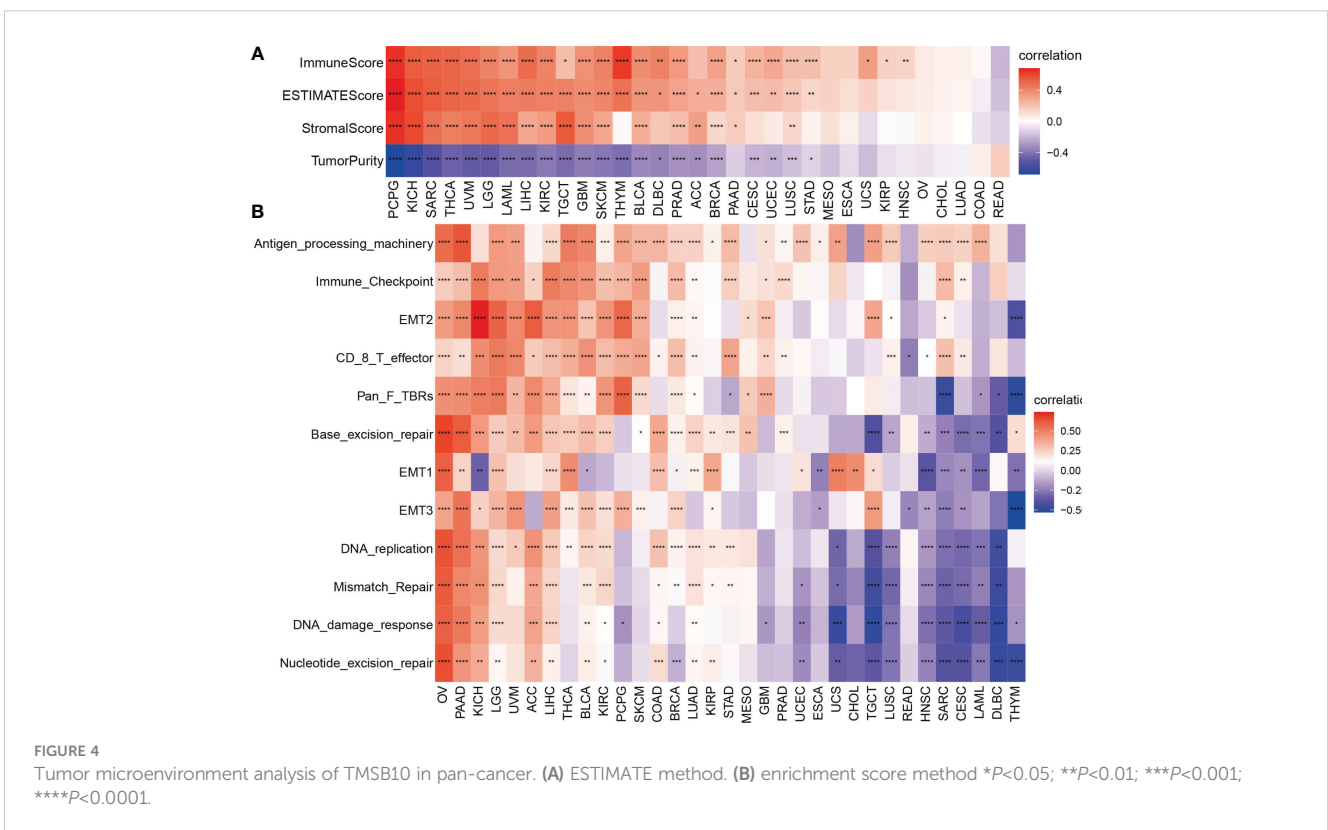 A
ImmuneScore
ESTIMATEScore
StromalScore
TumorPurity
correlation
0.4
0.0
−0.4
PCPG KICH SARC THCA UVM LGG LAML LIHC KIRC TGCT GBM SKCM THYM BLCA DLBC PRAD ACC BRCA PAAD CESC UCEC LUSC STAD MESO ESCA UCS KIRP HNSC OV CHOL LUAD COAD READ
B
Antigen_processing_machinery
Immune_Checkpoint
EMT2
CD_8_T_effector
Pan_F_TBRs
Base_excision_repair
EMT1
EMT3
DNA_replication
Mismatch_Repair
DNA_damage_response
Nucleotide_excision_repair
correlati
0.50
0.25
0.00
−0.25
−0.5
OV PAAD KICH LGG UVM ACC LIHC THCA BLCA KIRC PCPG SKCM COAD BRCA LUAD KIRP STAD MESO GBM PRAD UCEC ESCA UCS CHOL TGCT LUSC READ HNSC SARC CESC LAML DLBC THYM
FIGURE 4
Tumor microenvironment analysis of TMSB10 in pan-cancer. (A) ESTIMATE method. (B) enrichment score method *P<0.05; **P<0.01; ***P<0.001;
****P<0.0001.